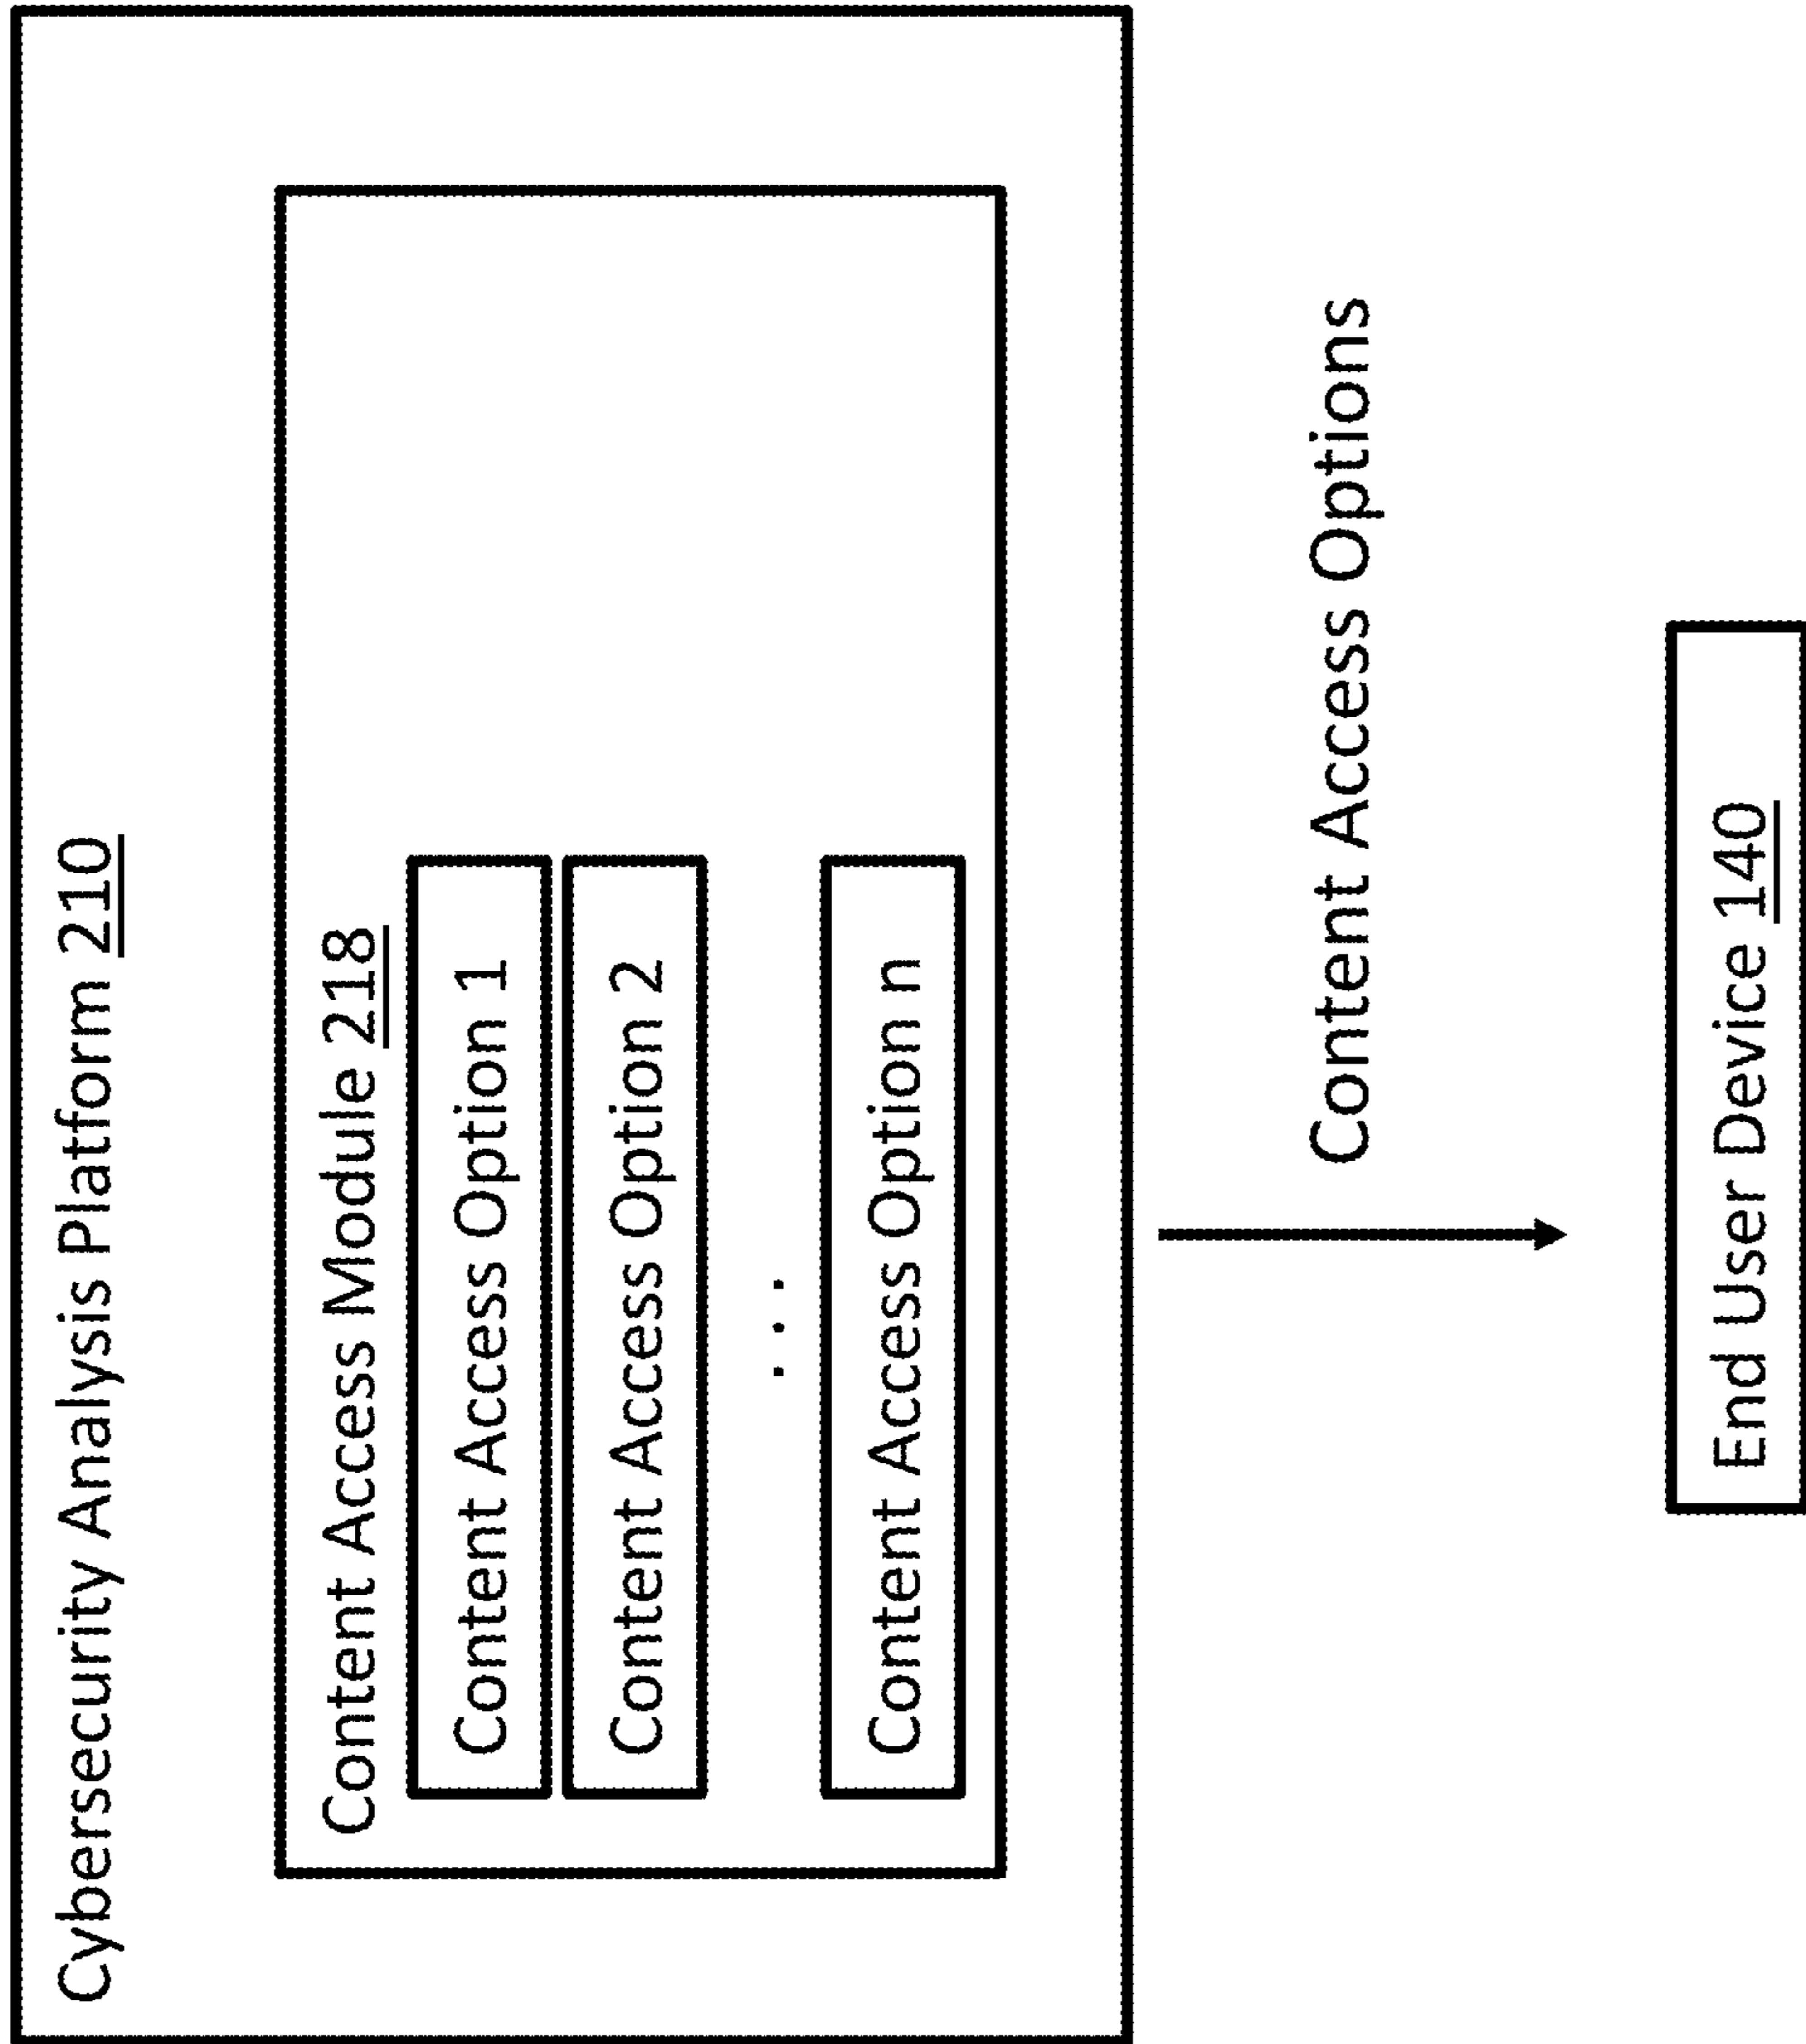 Cybersecurity Analysis Platform 210
Content Access Module 218
Content Access Option 1
Content Access Option 2
...
Content Access Option n
Content Access Options
End User Device 140